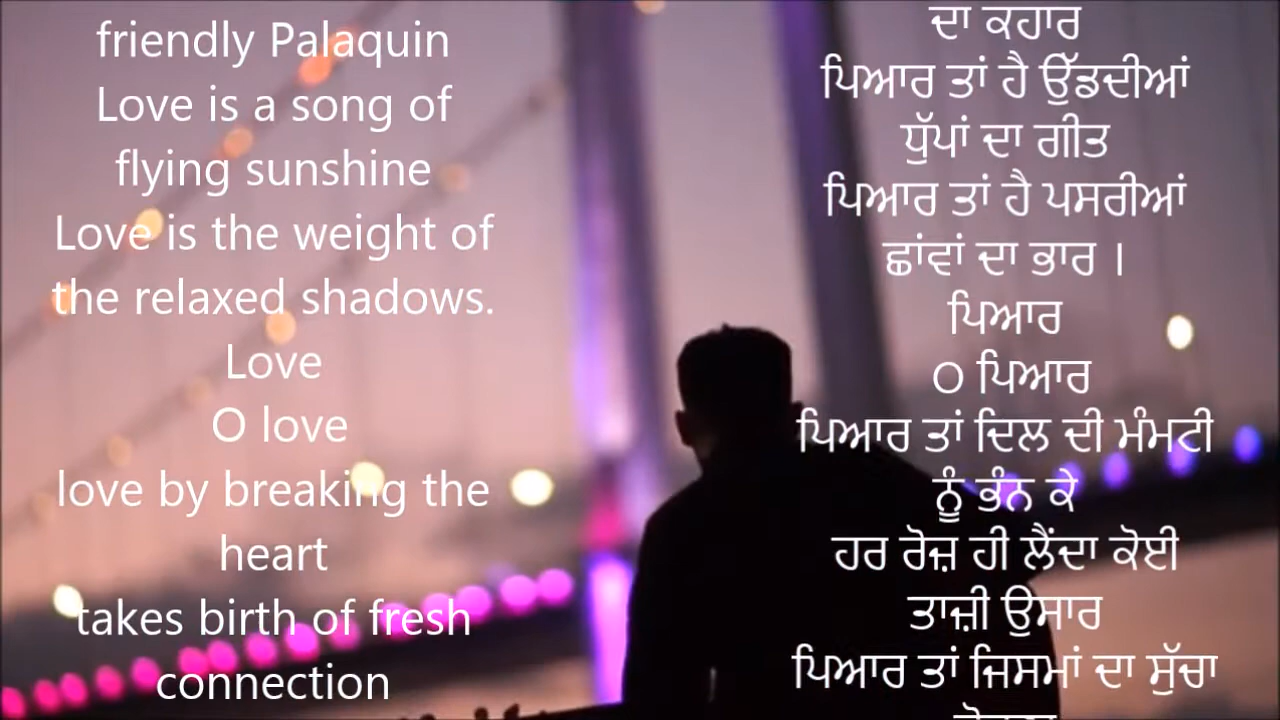 friendly Palaquin
Love is a song of
flying sunshine
Love is the weight of
the relaxed shadows.
Love
O love
love by breaking the
heart
takes birth of fresh
connection
ਦਾ ਕਹਾਰ
ਪਿਆਰ ਤਾਂ ਹੈ ਉੱਡਦੀਆਂ
ਧੁੱਪਾਂ ਦਾ ਗੀਤ
ਪਿਆਰ ਤਾਂ ਹੈ ਪਸਰੀਆਂ
ਛਾਂਵਾਂ ਦਾ ਭਾਰ ।
ਪਿਆਰ
O ਪਿਆਰ
ਪਿਆਰ ਤਾਂ ਦਿਲ ਦੀ ਮੰਮਟੀ
ਨੂੰ ਭੰਨ ਕੇ
ਹਰ ਰੋਜ਼ ਹੀ ਲੈਂਦਾ ਕੋਈ
ਤਾਜ਼ੀ ਉਸਾਰ
ਪਿਆਰ ਤਾਂ ਜਿਸਮਾਂ ਦਾ ਸੁੱਚਾ